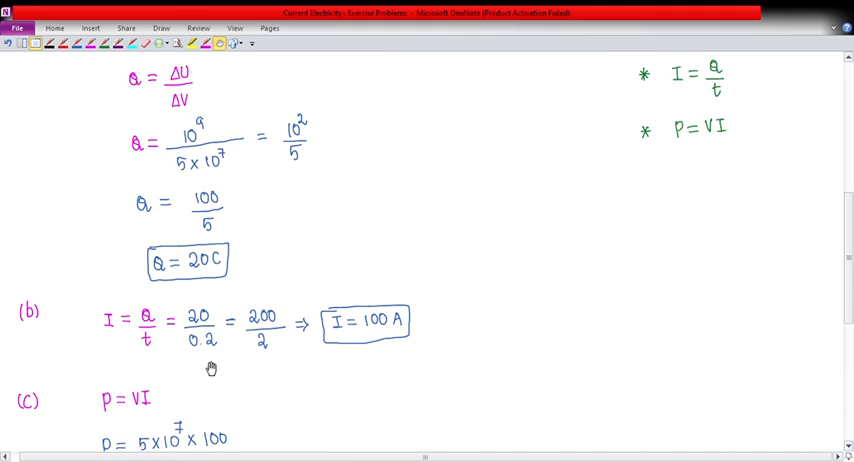 Current Electricity : Exercise Problems - Microsoft OneNote (Product Activation Failed)
File Home Insert Share Draw Review View Pages
Q = ΔU/ΔV
* I = Q/t
* P = VI
Q = 10^9/(5 × 10^7) = 10^2/5
Q = 100/5
Q = 20C
(b) I = Q/t = 20/0.2 = 200/2 ⇒ I = 100 A
(C) P = VI
P = 5×10^7 × 100